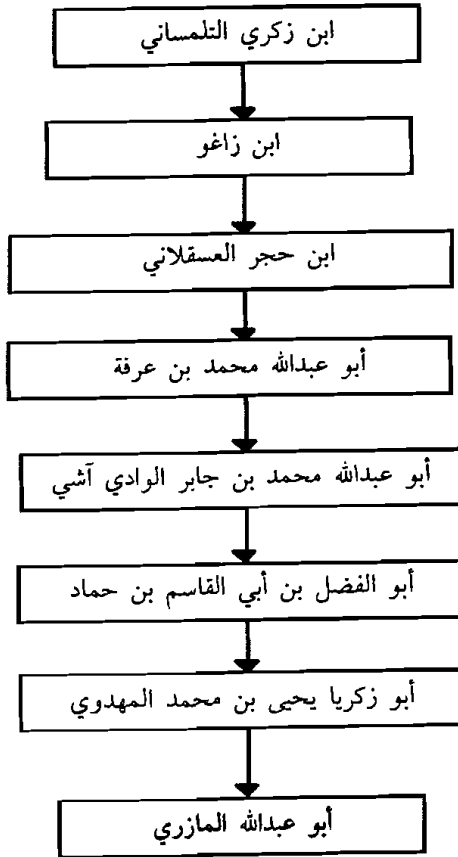 ابن زكري التلمساني
ابن زاغو
ابن حجر العسقلاني
أبو عبدالله محمد بن عرفة
أبو عبدالله محمد بن جابر الوادي آشي
أبو الفضل بن أبي القاسم بن حماد
أبو زكريا يحيى بن محمد المهدوي
أبو عبدالله المازري